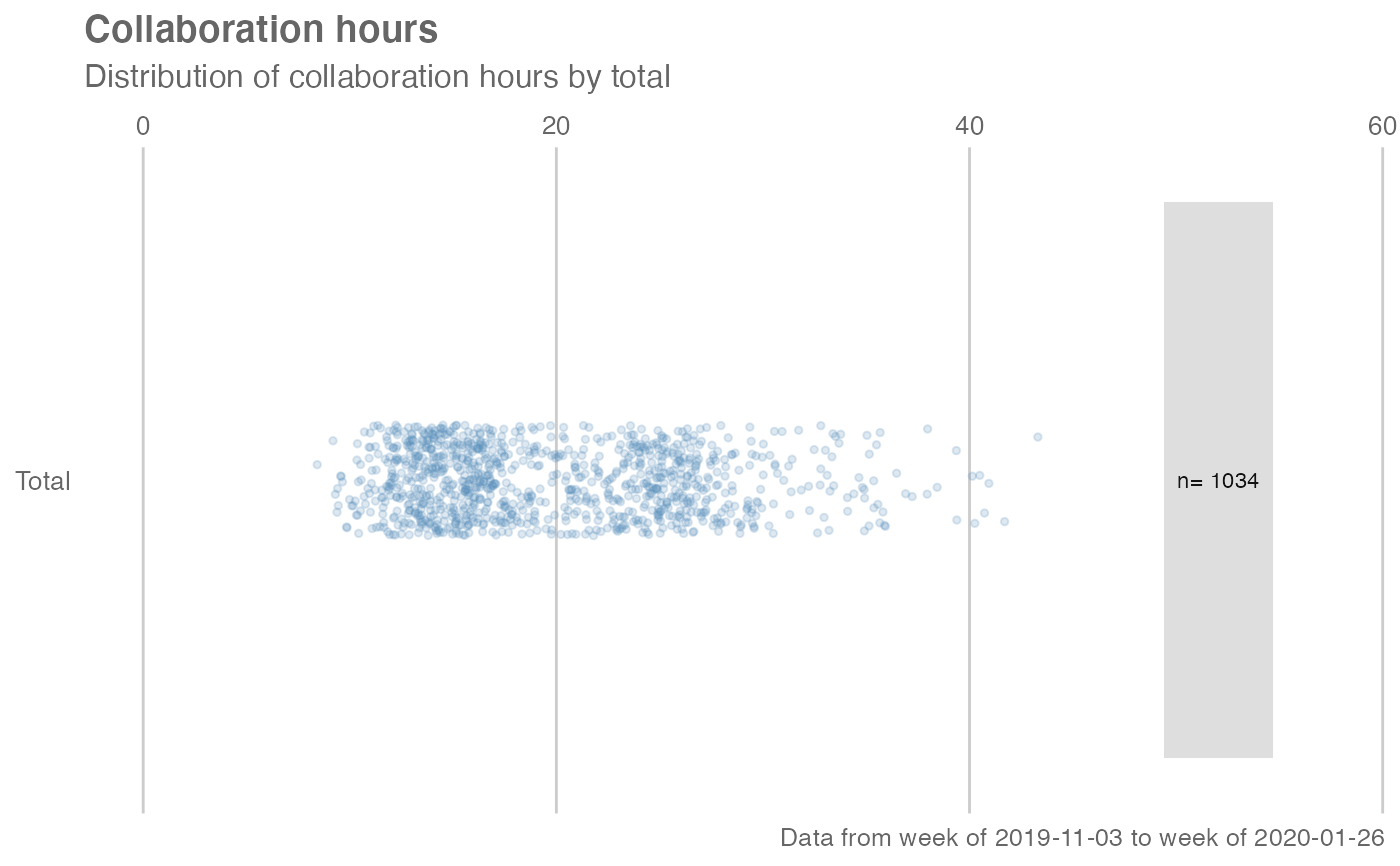 Collaboration hours
Distribution of collaboration hours by total
0 20 40 60
Total
n= 1034
Data from week of 2019-11-03 to week of 2020-01-26